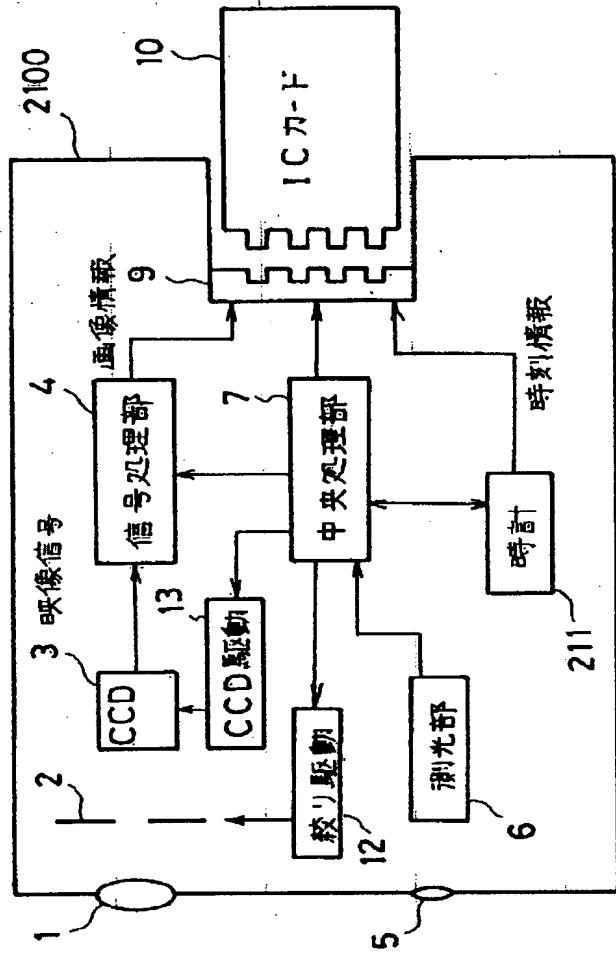 2100
10
ICカード
9
画像情報
4
信号処理部
映像信号
3
CCD
13
CCD駆動
7
中央処理部
時刻情報
時計
211
2
絞り駆動
12
測光部
6
1
5